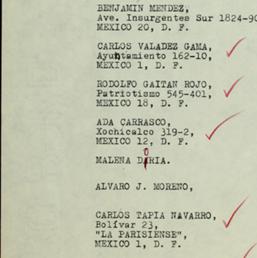 BENJAMIN MENDEZ,
Ave. Insurgentes Sur 1824-90
MEXICO 20, D. F.
CARLOS VALADEZ GAMA,
Ayuntamiento 162-10,
MEXICO 1, D. F.
RODOLFO GAITAN ROJO,
Patriotismo 545-401,
MEXICO 18, D. F.
ADA CARRASCO,
Xochicalco 319-2,
MEXICO 12, D. F.
MALENA DORIA.
ALVARO J. MORENO,
CARLOS TAPIA NAVARRO,
Bolívar 23,
"LA PARISIENSE",
MEXICO 1, D. F.